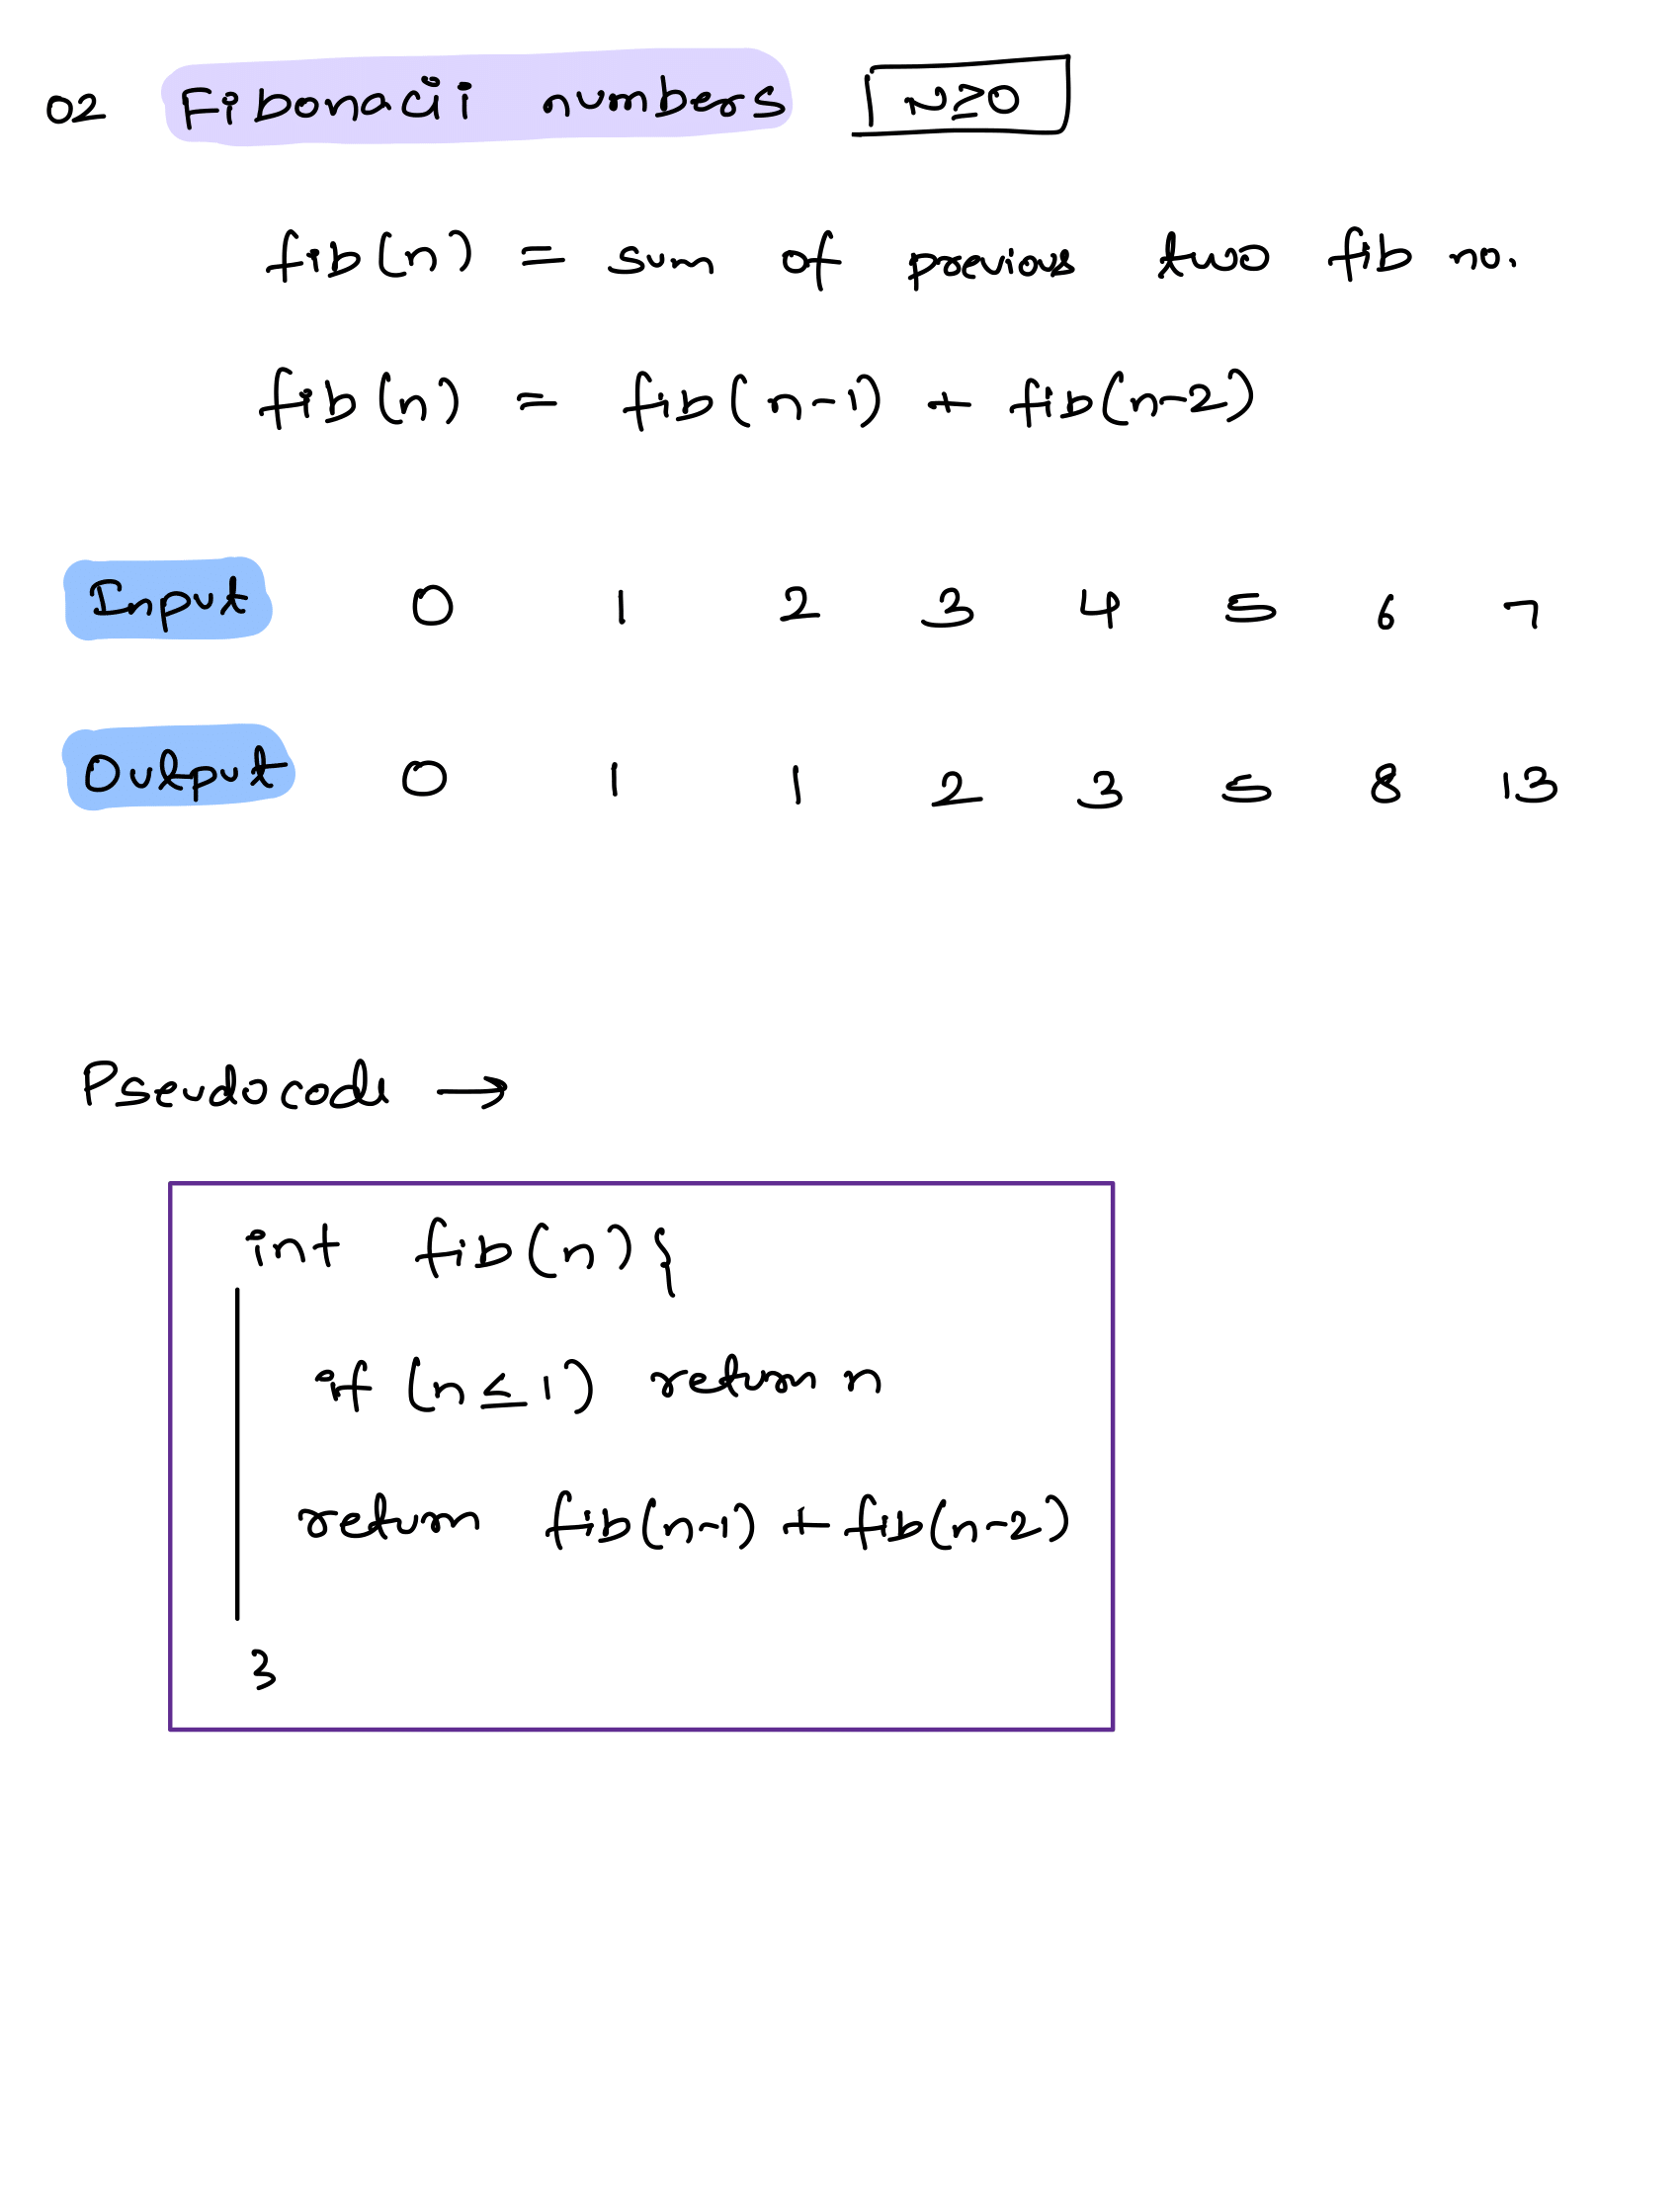 02 Fibonacii numbers n≥0
fib(n) = sum of previous two fib no.
fib(n) = fib(n-1) + fib(n-2)
Input 0 1 2 3 4 5 6 7
Output 0 1 1 2 3 5 8 13
Pseudocode →
int fib(n){
if (n≤1) return n
return fib(n-1) + fib(n-2)
}